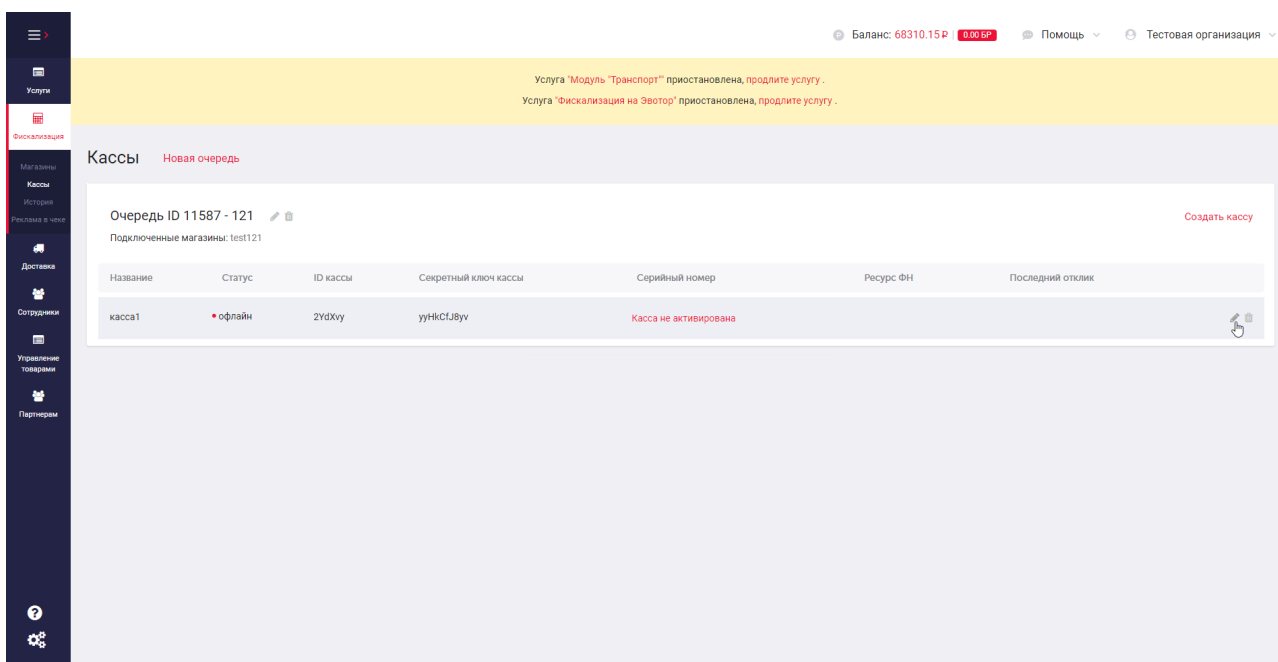 Баланс: 68310.15₽ | 0.00 БР Помощь Тестовая организация
Услуги
Фискализация
Магазины
Кассы
История
Реклама в чеке
Доставка
Сотрудники
Управление
товарами
Партнерам
Услуга "Модуль "Транспорт"" приостановлена, продлите услугу .
Услуга "Фискализация на Эвотор" приостановлена, продлите услугу .
Кассы Новая очередь
Очередь ID 11587 - 121 Создать кассу
Подключенные магазины: test121
Название Статус ID кассы Секретный ключ кассы Серийный номер Ресурс ФН Последний отклик
касса1 офлайн 2YdXvy yyHkCfJ8yv Касса не активирована